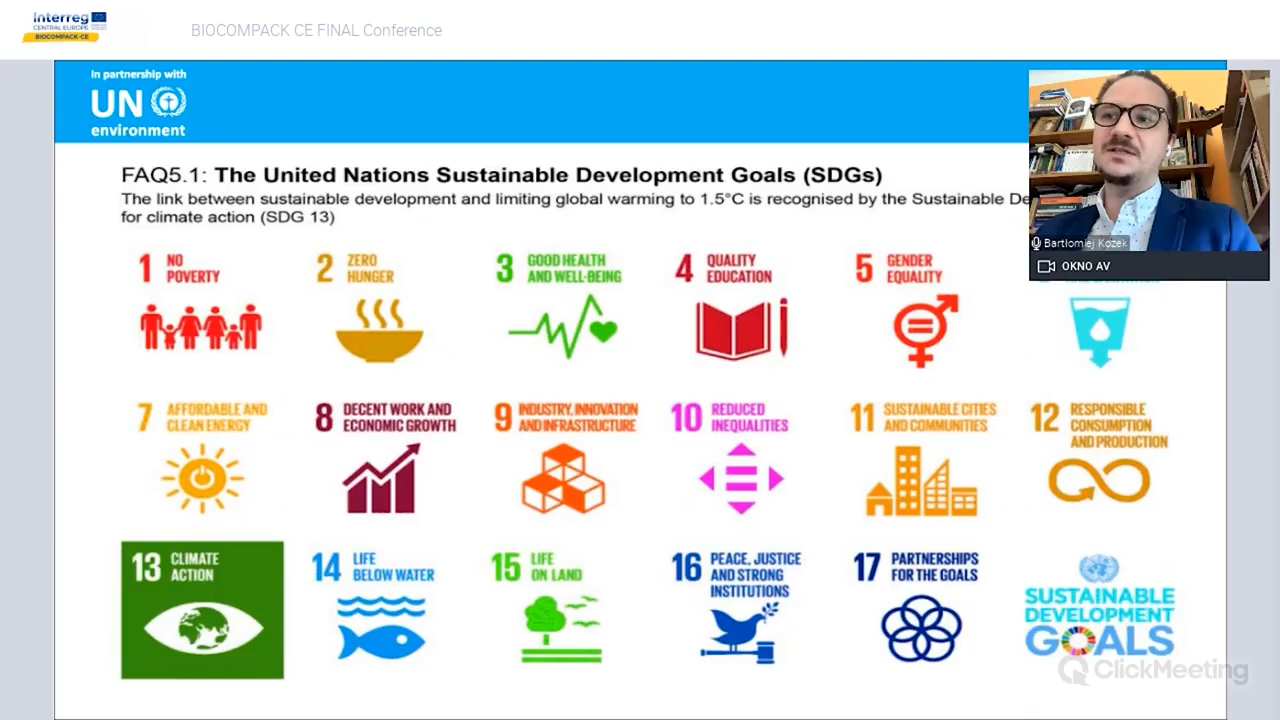 Interreg
CENTRAL EUROPE
BIOCOMPACK-CE
BIOCOMPACK CE FINAL Conference
In partnership with
UN
environment
Bartłomiej Kozek
OKNO AV
FAQ5.1: The United Nations Sustainable Development Goals (SDGs)
The link between sustainable development and limiting global warming to 1.5°C is recognised by the Sustainable De
for climate action (SDG 13)
1 NO
POVERTY
2 ZERO
HUNGER
3 GOOD HEALTH
AND WELL-BEING
4 QUALITY
EDUCATION
5 GENDER
EQUALITY
7 AFFORDABLE AND
CLEAN ENERGY
8 DECENT WORK AND
ECONOMIC GROWTH
9 INDUSTRY, INNOVATION
AND INFRASTRUCTURE
10 REDUCED
INEQUALITIES
11 SUSTAINABLE CITIES
AND COMMUNITIES
12 RESPONSIBLE
CONSUMPTION
AND PRODUCTION
13 CLIMATE
ACTION
14 LIFE
BELOW WATER
15 LIFE
ON LAND
16 PEACE, JUSTICE
AND STRONG
INSTITUTIONS
17 PARTNERSHIPS
FOR THE GOALS
SUSTAINABLE
DEVELOPMENT
GOALS
ClickMeeting